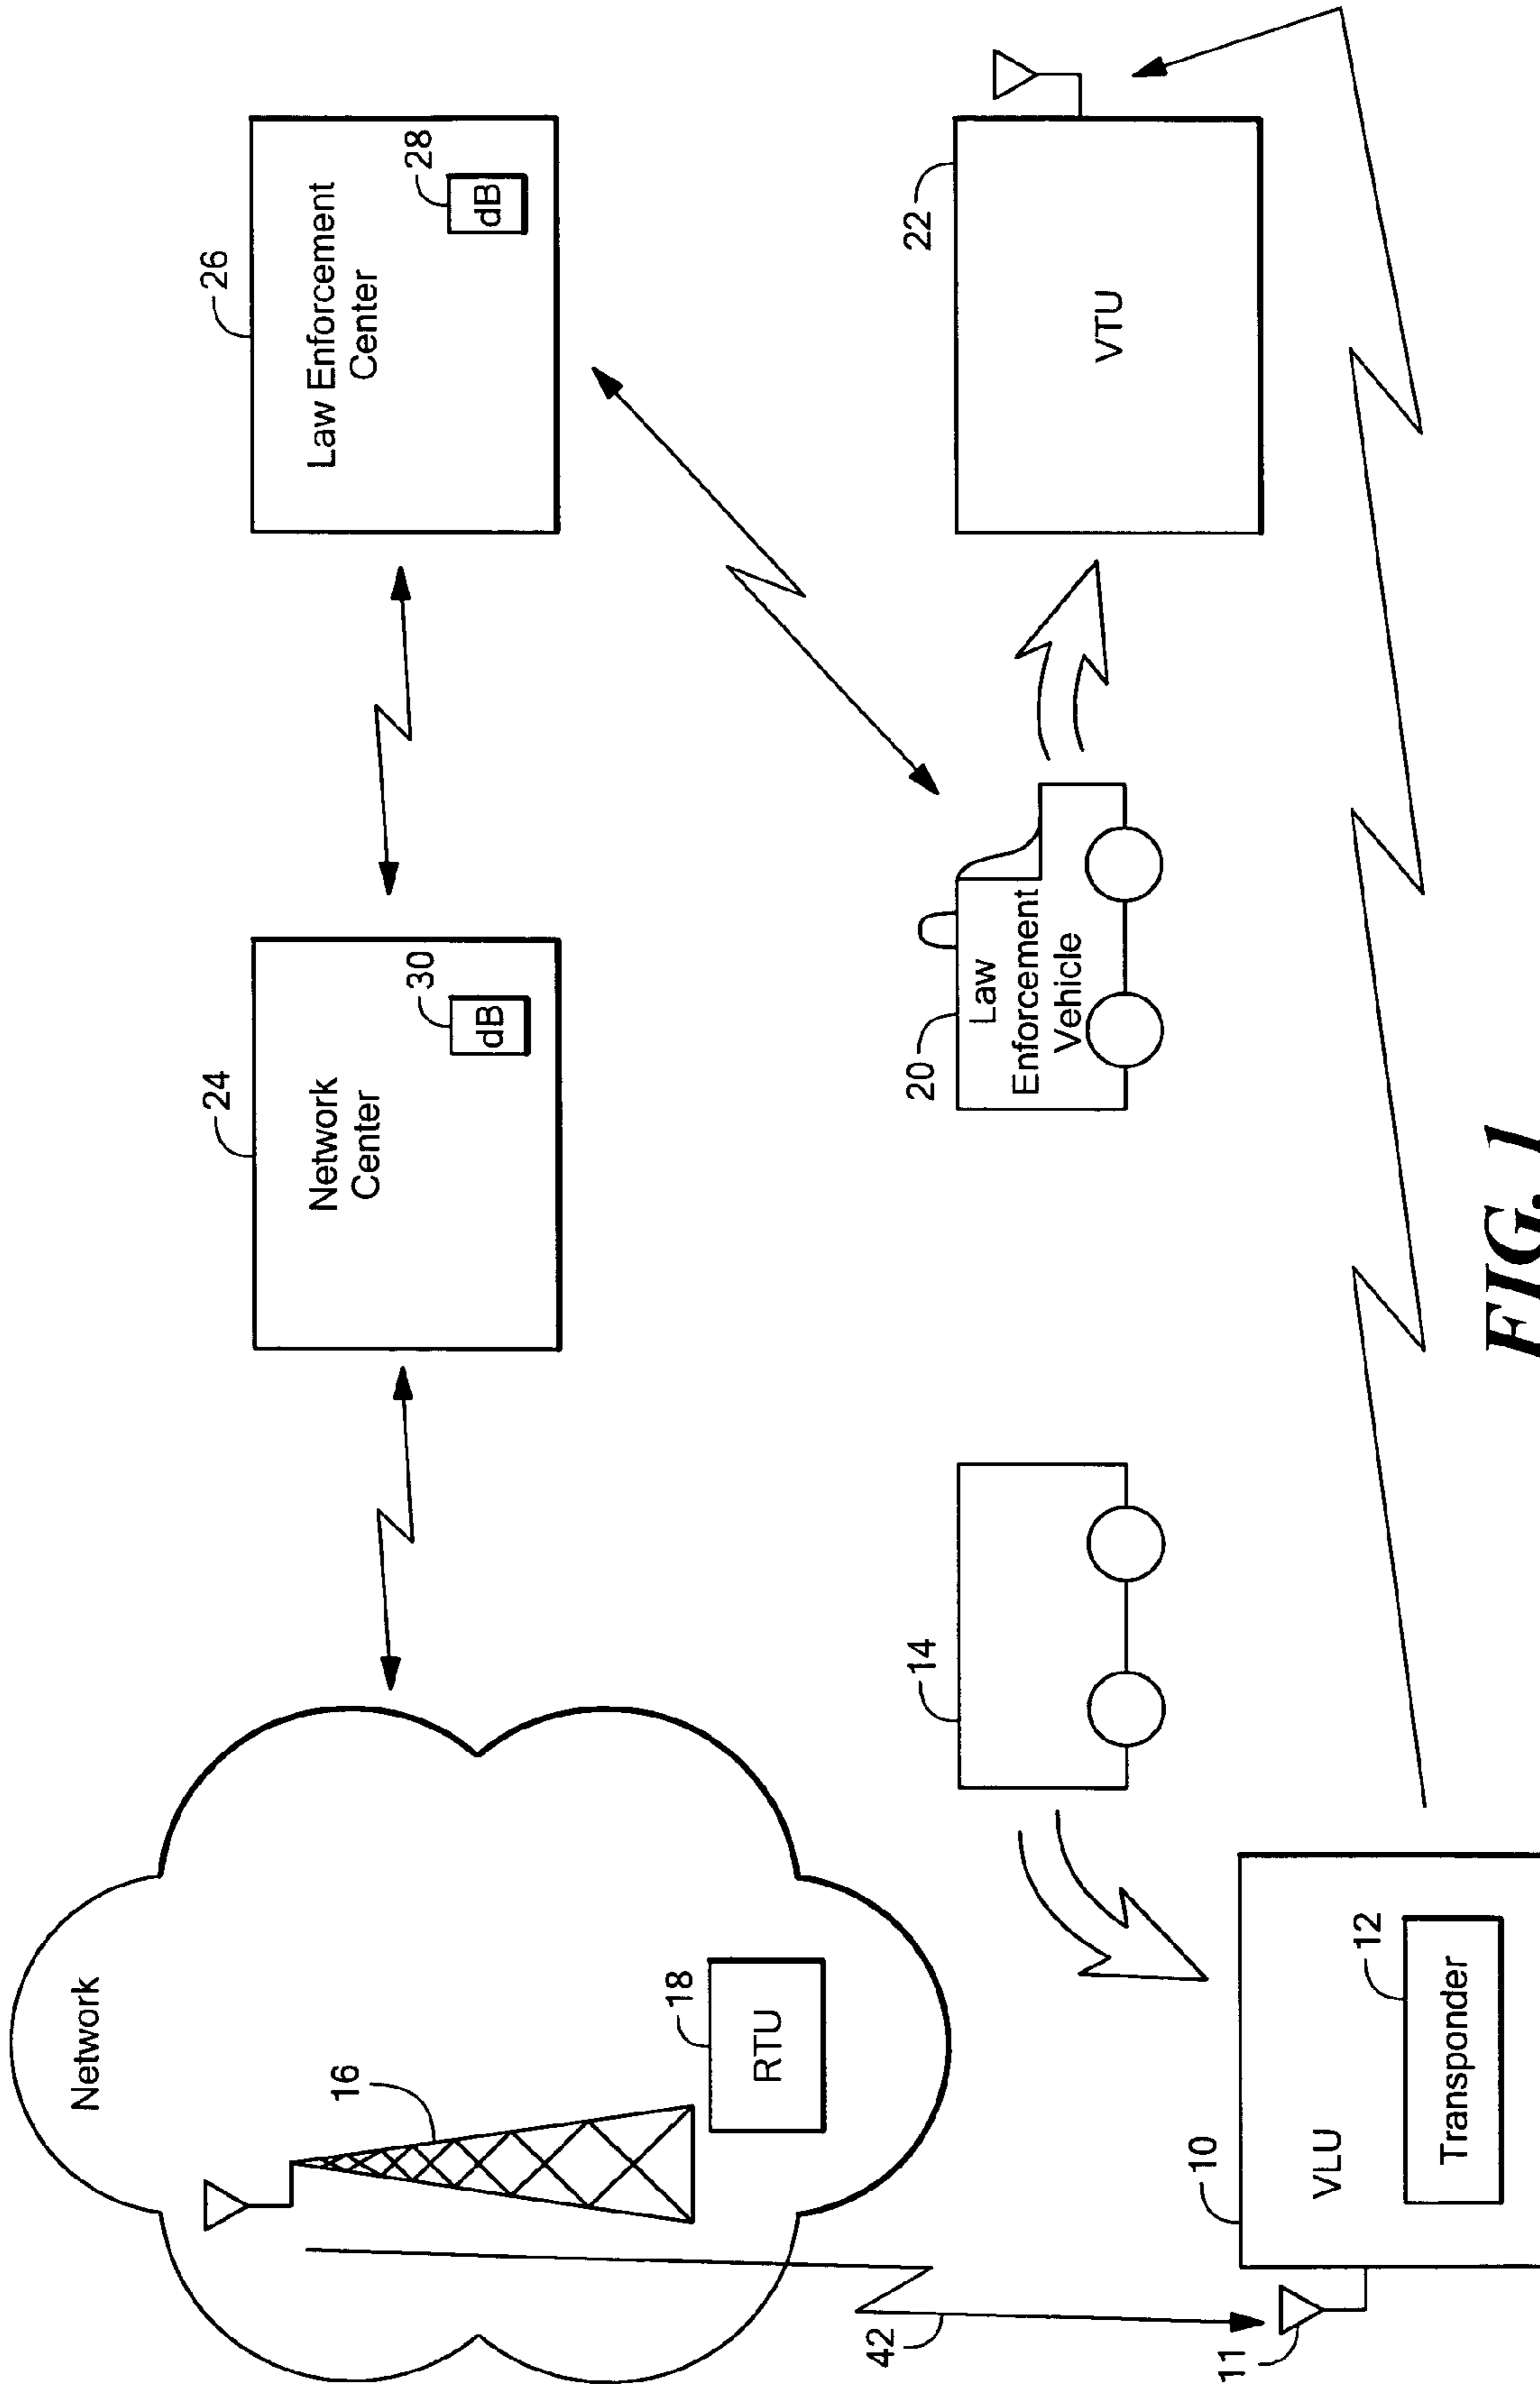 Network
16
18
RTU
24
Network
Center
30
dB
26
Law Enforcement
Center
28
dB
42
11
10
VLU
12
Transponder
14
20
Law
Enforcement
Vehicle
22
VTU
FIG. 1